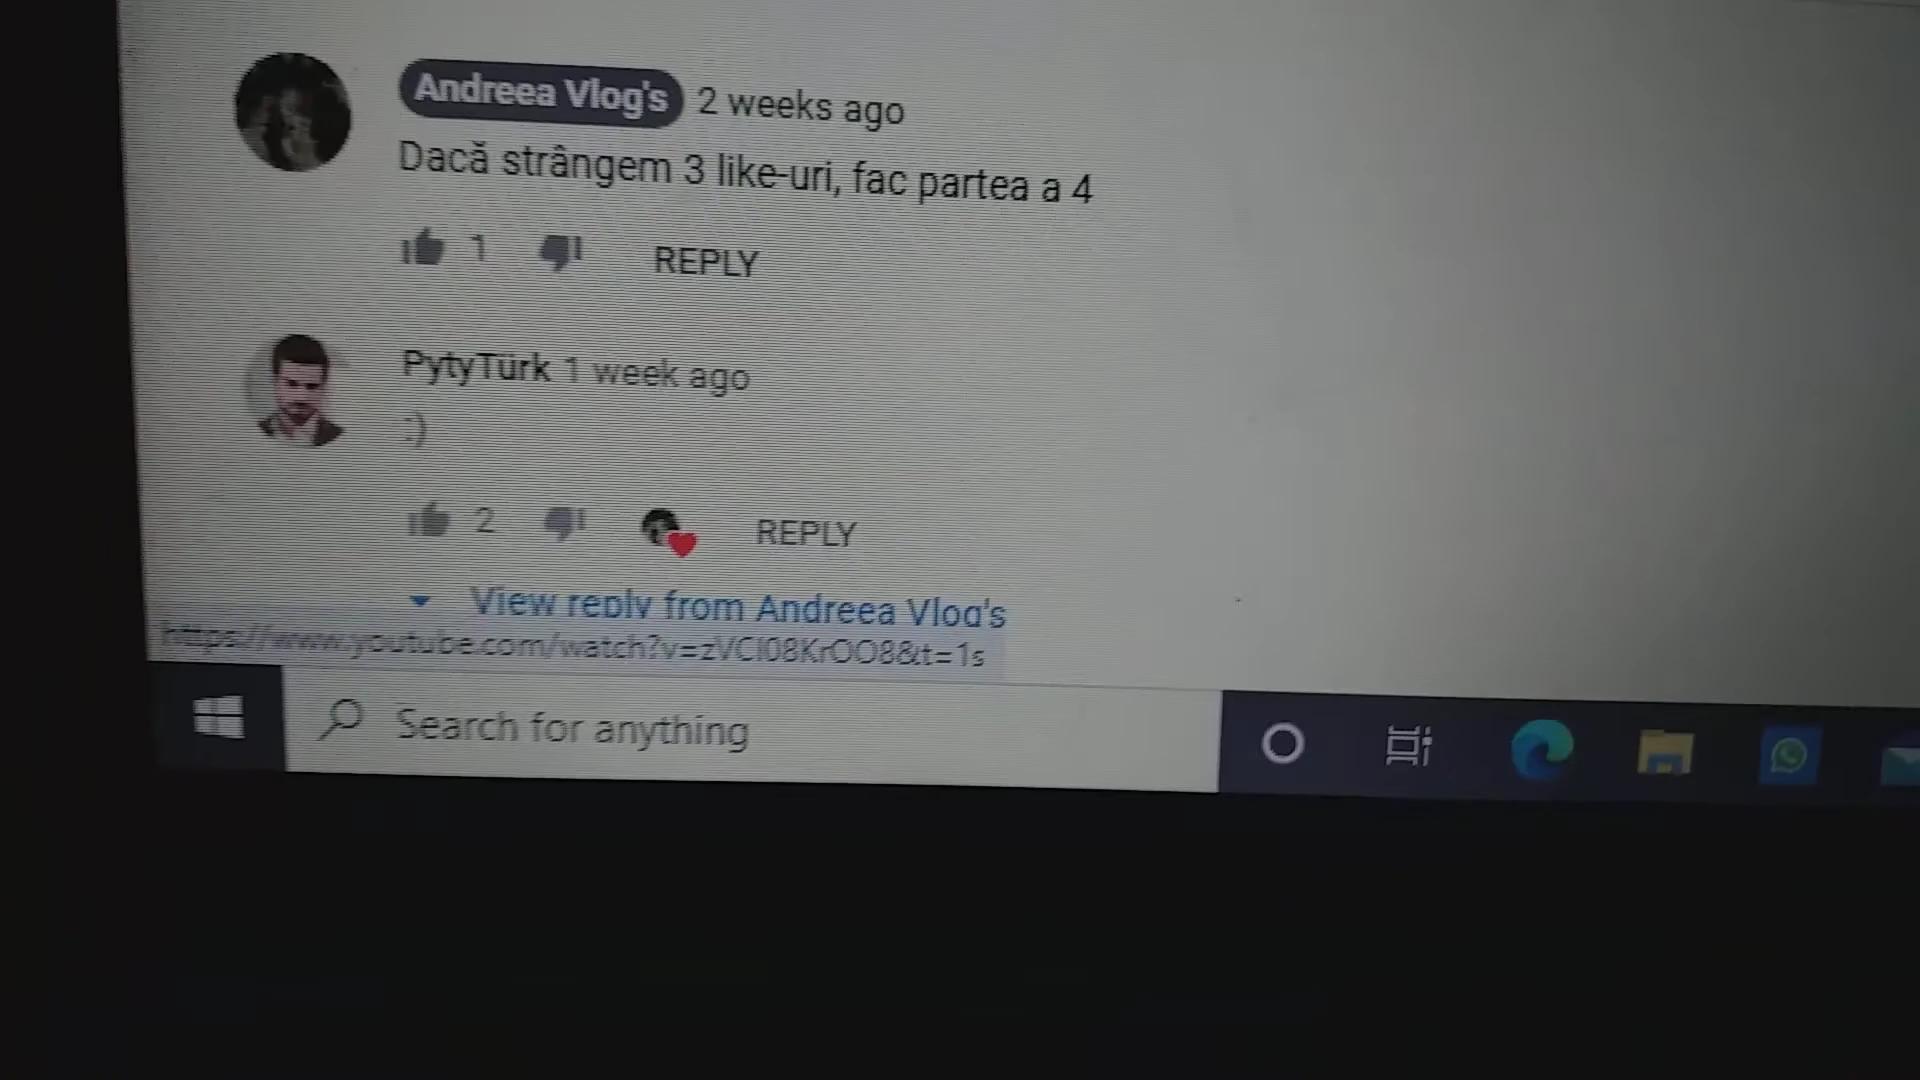 Andreea Vlog's 2 weeks ago
Dacă strângem 3 like-uri, fac partea a 4
1 REPLY
PytyTürk 1 week ago
:)
2 REPLY
View reply from Andreea Vlog's
https://www.youtube.com/watch?v=zVCl08KrOO8&t=1s
Search for anything